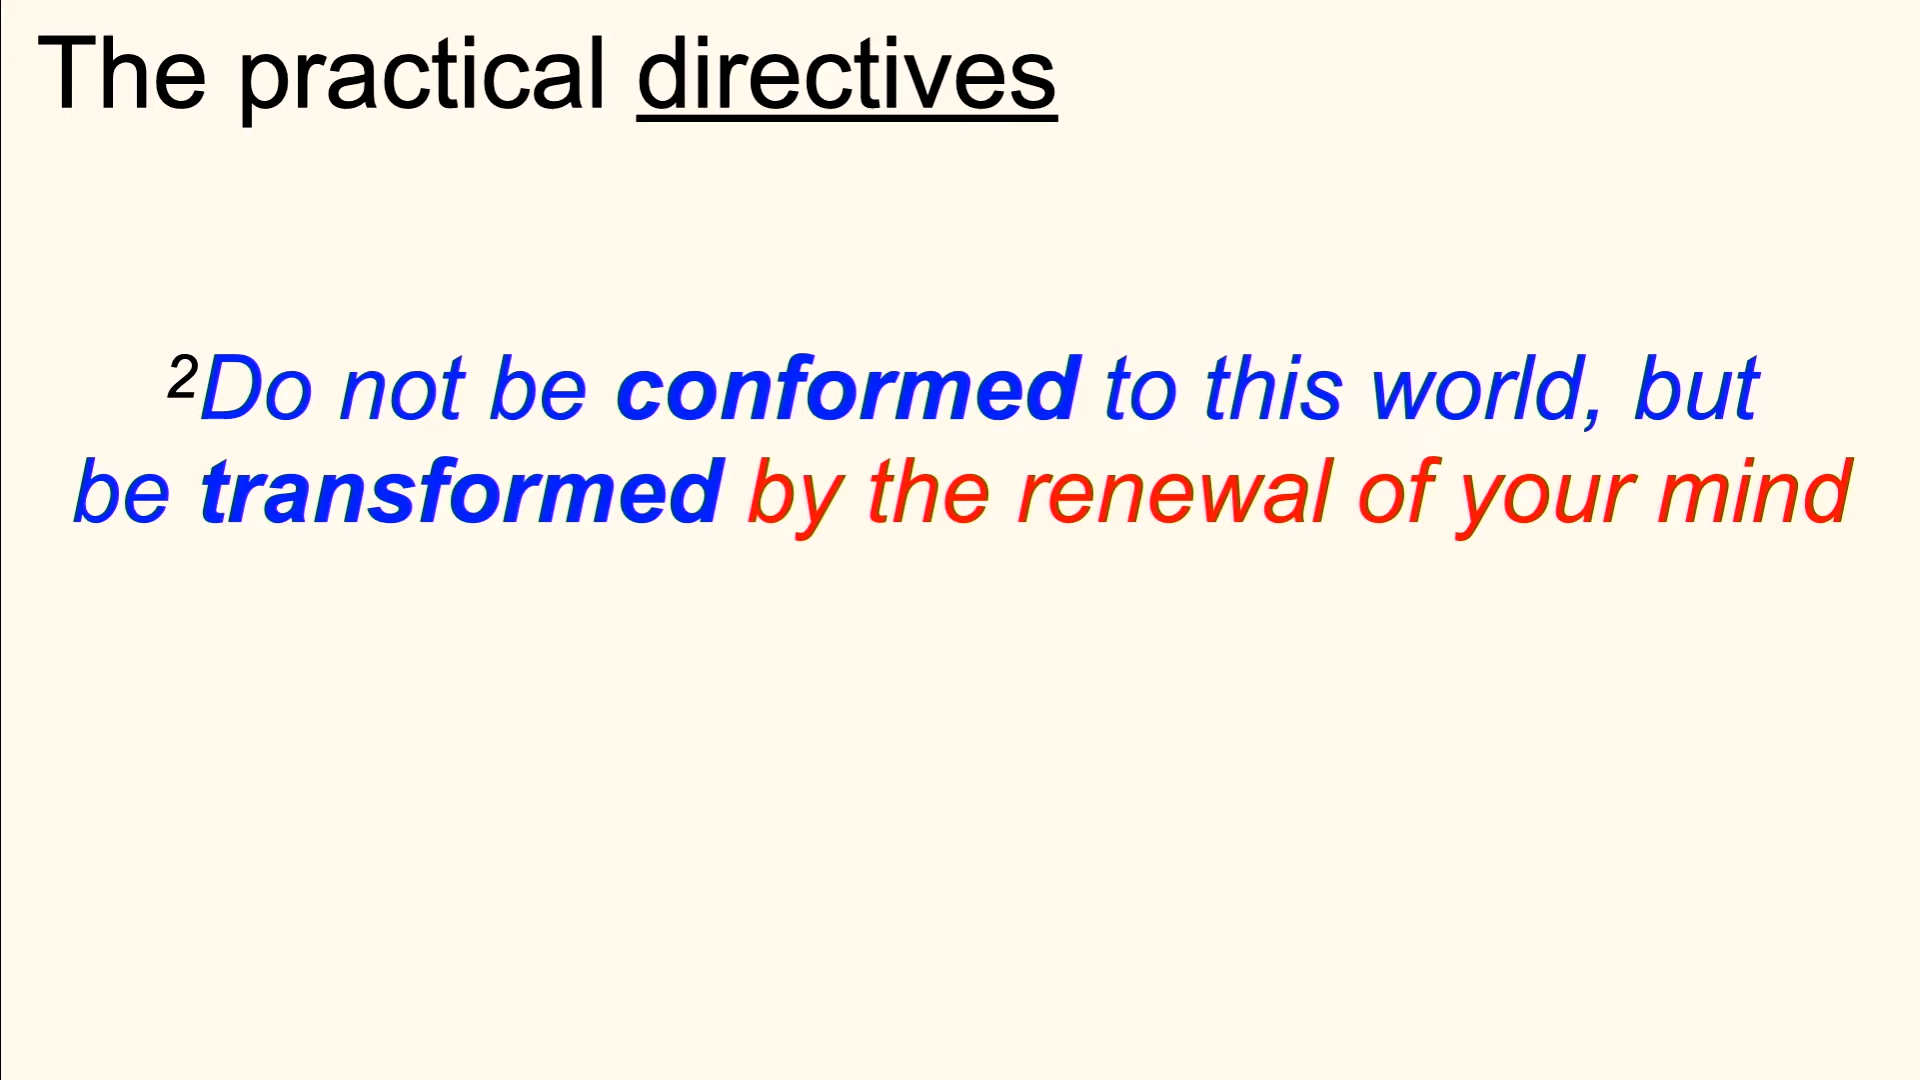 The practical directives
²Do not be conformed to this world, but
be transformed by the renewal of your mind